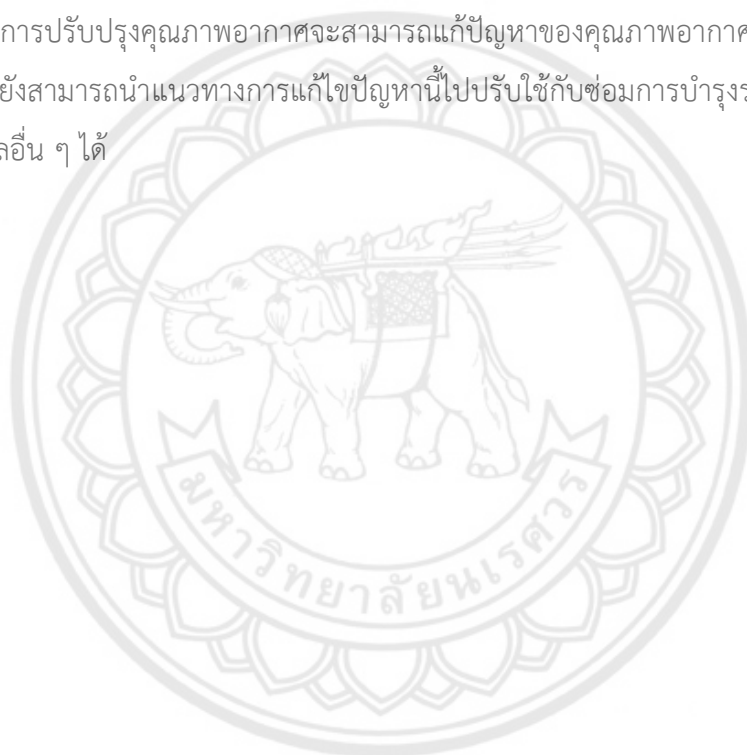 การปรับปรุงคุณภาพอากาศจะสามารถแก้ปัญหาของคุณภาพอากาศ
ยังสามารถนำแนวทางการแก้ไขปัญหานี้ไปปรับใช้กับซ่อมการบำรุงร
อื่น ๆ ได้
มหาวิทยาลัยนเรศวร